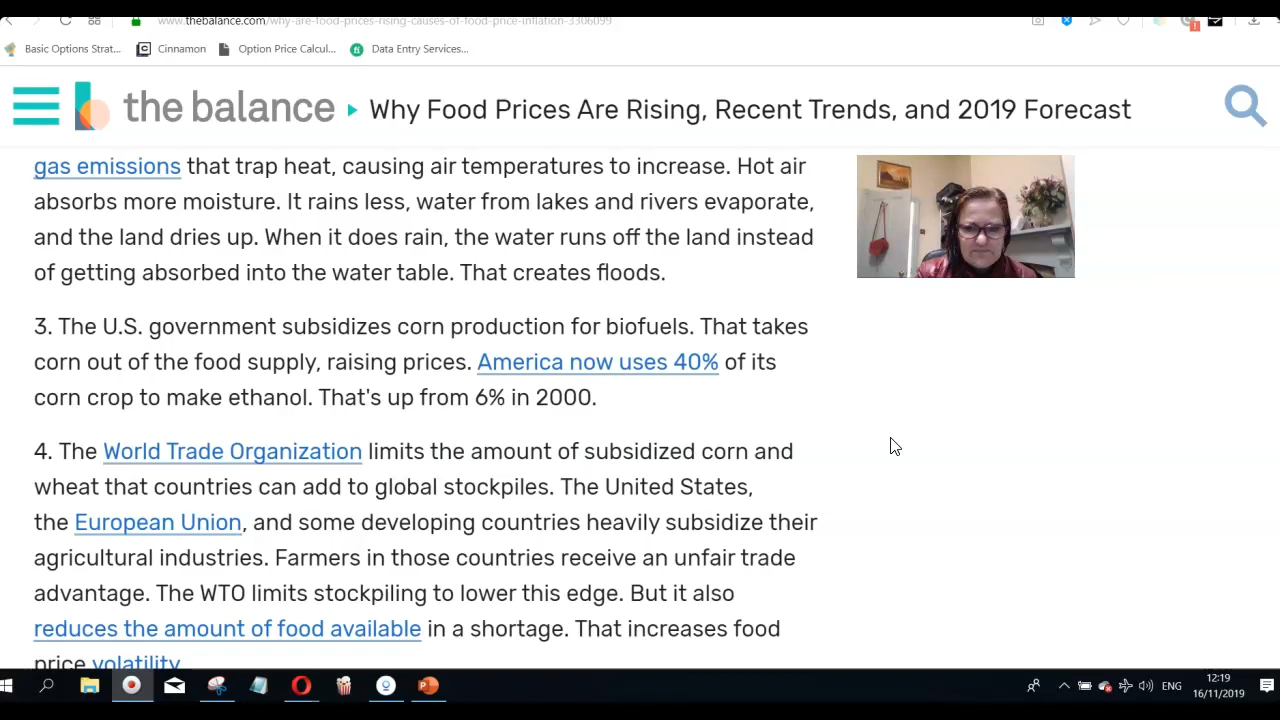 www.thebalance.com/why-are-food-prices-rising-causes-of-food-price-inflation-3306099
Basic Options Strat... Cinnamon Option Price Calcul... Data Entry Services...
the balance Why Food Prices Are Rising, Recent Trends, and 2019 Forecast
gas emissions that trap heat, causing air temperatures to increase. Hot air
absorbs more moisture. It rains less, water from lakes and rivers evaporate,
and the land dries up. When it does rain, the water runs off the land instead
of getting absorbed into the water table. That creates floods.
3. The U.S. government subsidizes corn production for biofuels. That takes
corn out of the food supply, raising prices. America now uses 40% of its
corn crop to make ethanol. That's up from 6% in 2000.
4. The World Trade Organization limits the amount of subsidized corn and
wheat that countries can add to global stockpiles. The United States,
the European Union, and some developing countries heavily subsidize their
agricultural industries. Farmers in those countries receive an unfair trade
advantage. The WTO limits stockpiling to lower this edge. But it also
reduces the amount of food available in a shortage. That increases food
price volatility.
ENG
12:19
16/11/2019